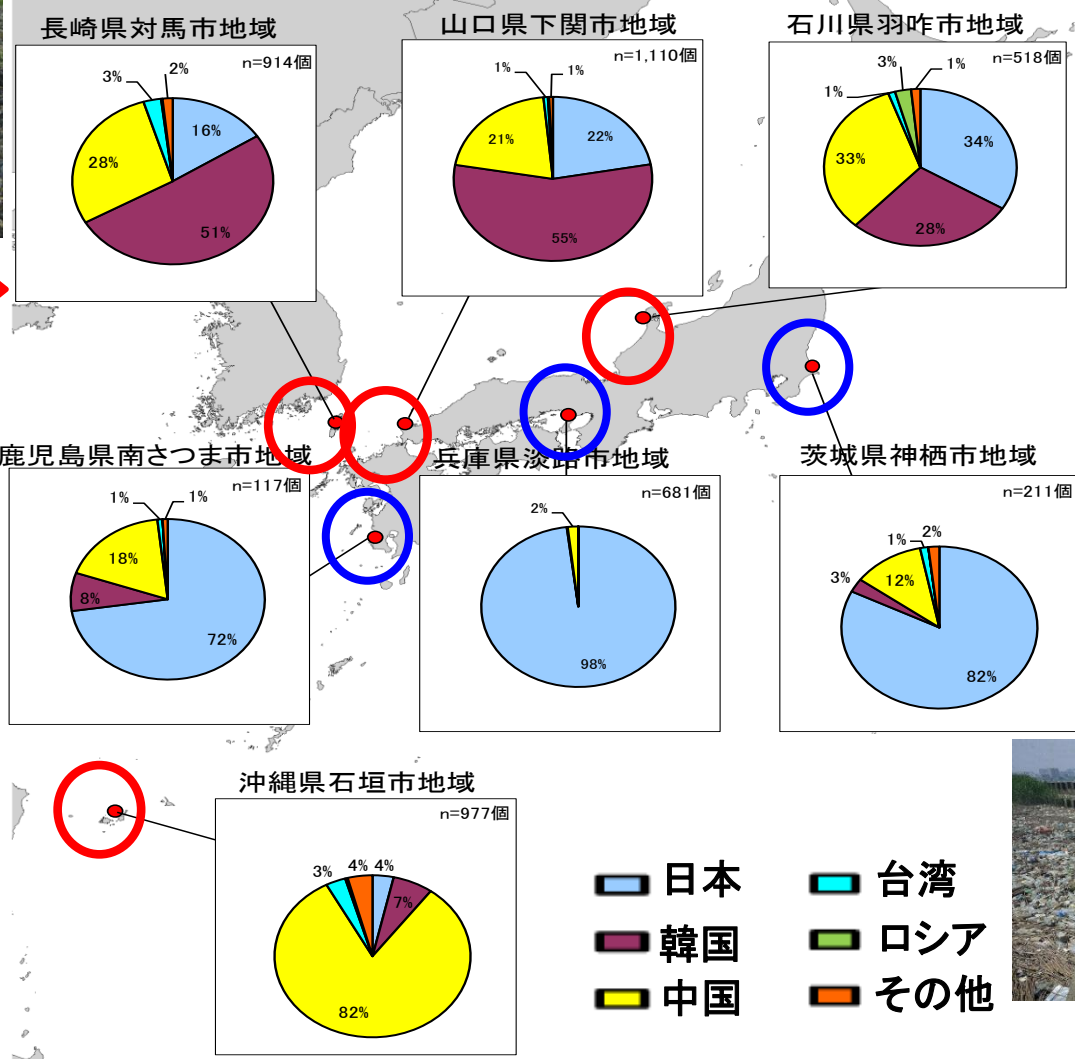 長崎県対馬市地域
n=914個
3%
2%
16%
28%
51%
山口県下関市地域
n=1,110個
1%
1%
22%
21%
55%
石川県羽咋市地域
n=518個
3%
1%
1%
34%
33%
28%
鹿児島県南さつま市地域
n=117個
1%
1%
18%
8%
72%
兵庫県淡路市地域
n=681個
2%
98%
茨城県神栖市地域
n=211個
2%
1%
3%
12%
82%
沖縄県石垣市地域
n=977個
3%
4%
4%
7%
82%
日本
台湾
韓国
ロシア
中国
その他